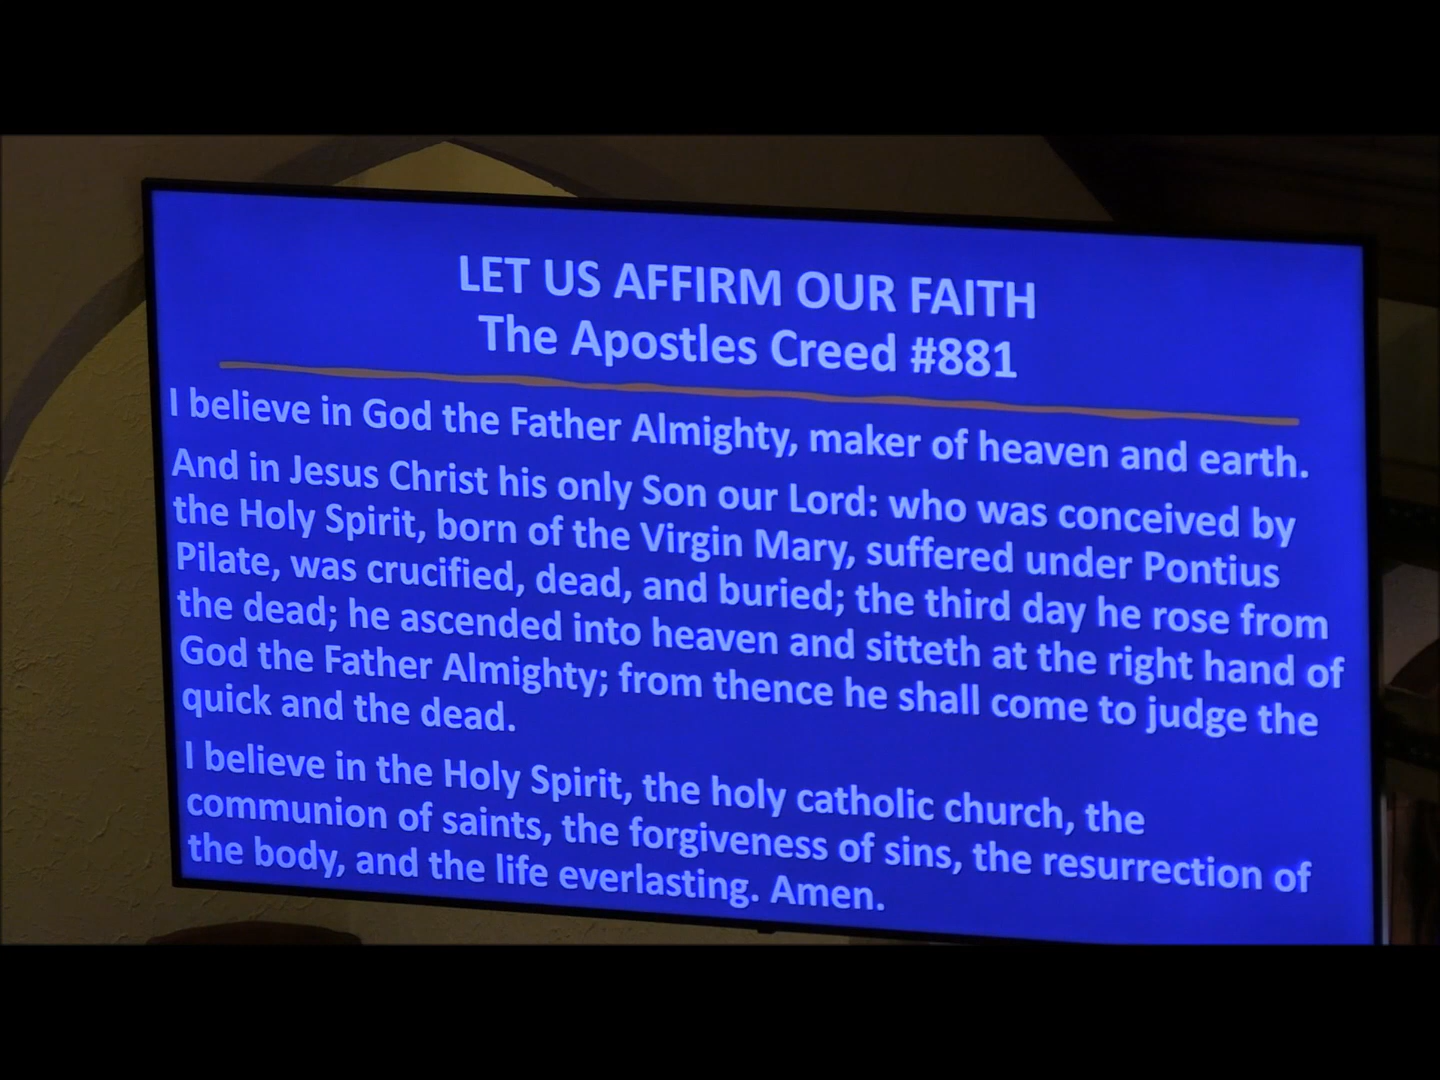 LET US AFFIRM OUR FAITH
The Apostles Creed #881
I believe in God the Father Almighty, maker of heaven and earth.
And in Jesus Christ his only Son our Lord: who was conceived by
the Holy Spirit, born of the Virgin Mary, suffered under Pontius
Pilate, was crucified, dead, and buried; the third day he rose from
the dead; he ascended into heaven and sitteth at the right hand of
God the Father Almighty; from thence he shall come to judge the
quick and the dead.
I believe in the Holy Spirit, the holy catholic church, the
communion of saints, the forgiveness of sins, the resurrection of
the body, and the life everlasting. Amen.